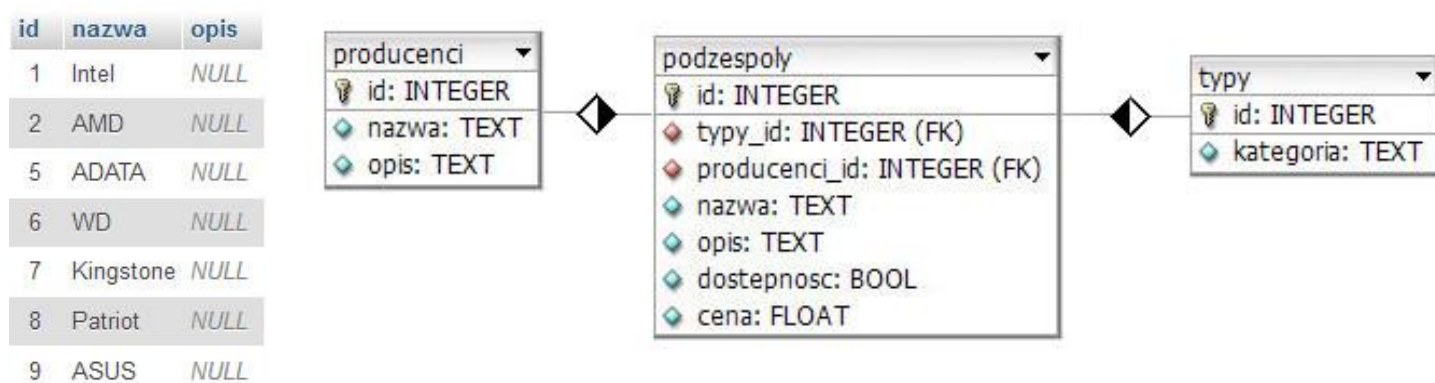 id nazwa opis
1 Intel NULL
2 AMD NULL
5 ADATA NULL
6 WD NULL
7 Kingstone NULL
8 Patriot NULL
9 ASUS NULL
producenci
id: INTEGER
nazwa: TEXT
opis: TEXT
podzespoly
id: INTEGER
typy_id: INTEGER (FK)
producenci_id: INTEGER (FK)
nazwa: TEXT
opis: TEXT
dostepnosc: BOOL
cena: FLOAT
typy
id: INTEGER
kategoria: TEXT